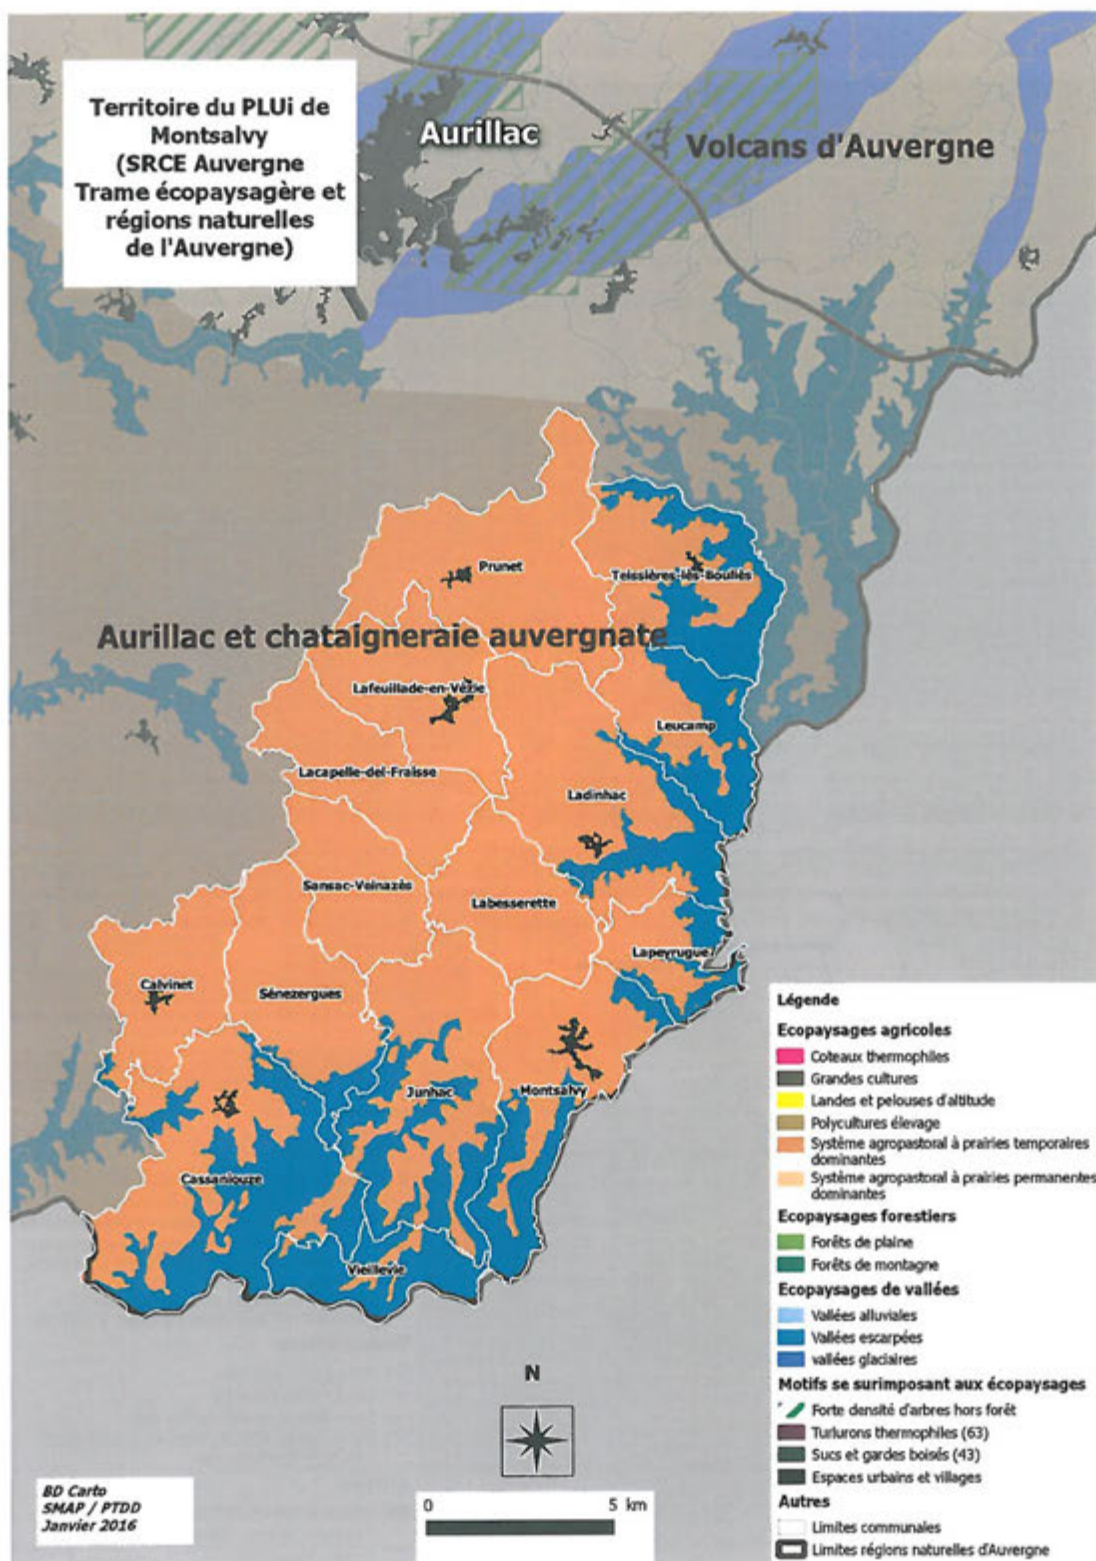 Territoire du PLUi de
Montsalvy
(SRCE Auvergne
Trame écopaysagère et
régions naturelles
de l'Auvergne)
Aurillac
Volcans d'Auvergne
Prunet
Teissières-lès-Bouliès
Aurillac et chataigneraie auvergnate
Lafeuillade-en-Vézie
Leucamp
Lacapelle-del-Fraisse
Ladinhac
Sansac-Veinazès
Labesserette
Lapeyrugue
Calvinet
Sénezergues
Junhac
Montsalvy
Cassaniouze
Vieillevie
Légende
Ecopaysages agricoles
Coteaux thermophiles
Grandes cultures
Landes et pelouses d'altitude
Polycultures élevage
Système agropastoral à prairies temporaires
dominantes
Système agropastoral à prairies permanentes
dominantes
Ecopaysages forestiers
Forêts de plaine
Forêts de montagne
Ecopaysages de vallées
Vallées alluviales
Vallées escarpées
vallées glaciaires
Motifs se surimposant aux écopaysages
Forte densité d'arbres hors forêt
Turlurons thermophiles (63)
Sucs et gardes boisés (43)
Espaces urbains et villages
Autres
Limites communales
Limites régions naturelles d'Auvergne
N
0 5 km
BD Carto
SMAP / PTDD
Janvier 2016